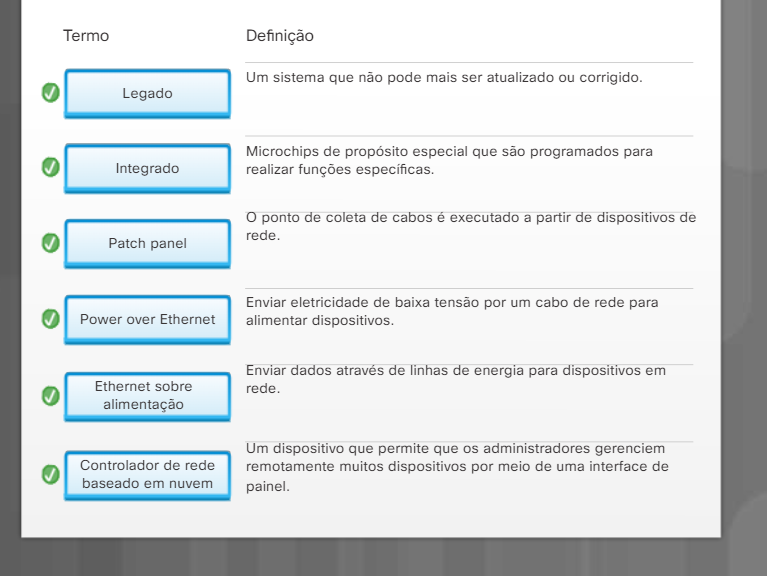 Termo
Definição
Legado
Um sistema que não pode mais ser atualizado ou corrigido.
Integrado
Microchips de propósito especial que são programados para
realizar funções específicas.
Patch panel
O ponto de coleta de cabos é executado a partir de dispositivos de
rede.
Power over Ethernet
Enviar eletricidade de baixa tensão por um cabo de rede para
alimentar dispositivos.
Ethernet sobre
alimentação
Enviar dados através de linhas de energia para dispositivos em
rede.
Controlador de rede
baseado em nuvem
Um dispositivo que permite que os administradores gerenciem
remotamente muitos dispositivos por meio de uma interface de
painel.